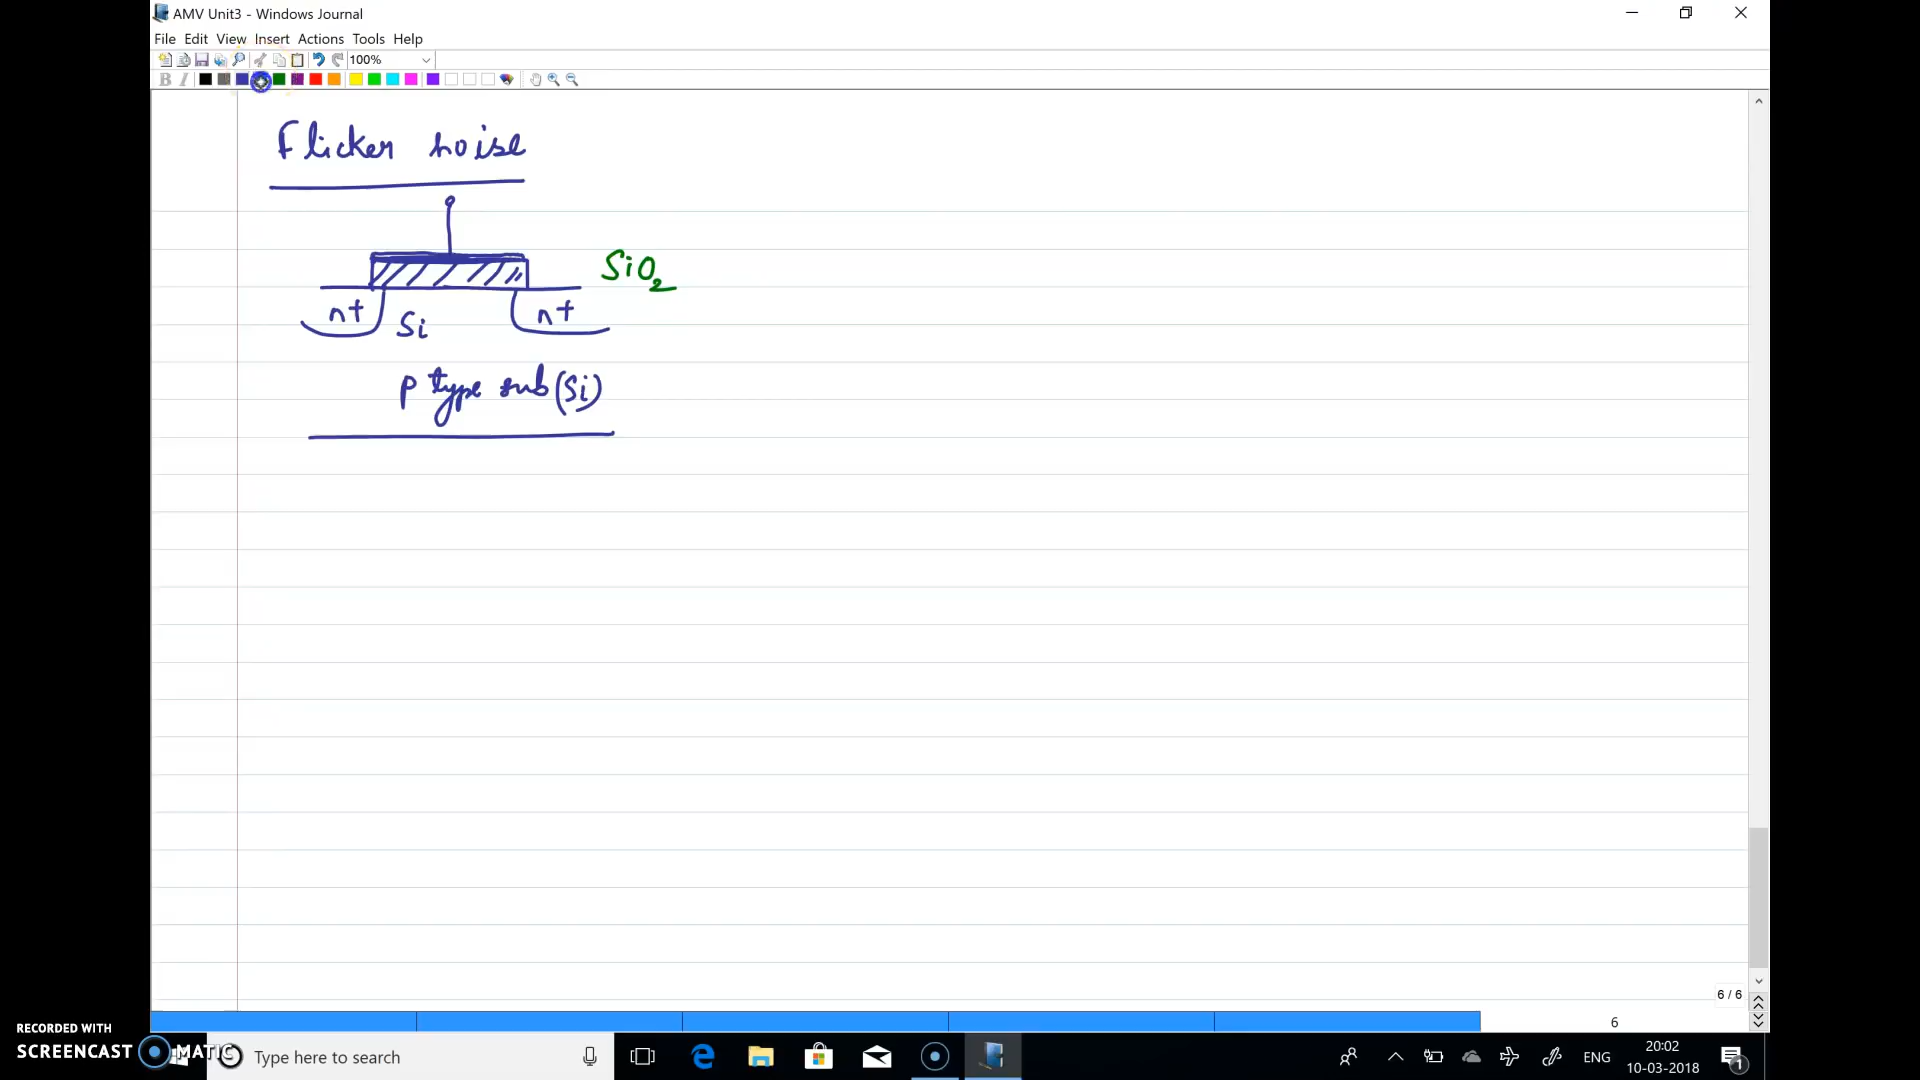 AMV Unit3 - Windows Journal
File Edit View Insert Actions Tools Help
100%
B I
Flicker noise
SiO2
n+ Si n+
P type sub (Si)
6 / 6
6
RECORDED WITH
SCREENCAST MATIC
Type here to search
ENG
20:02
10-03-2018
1